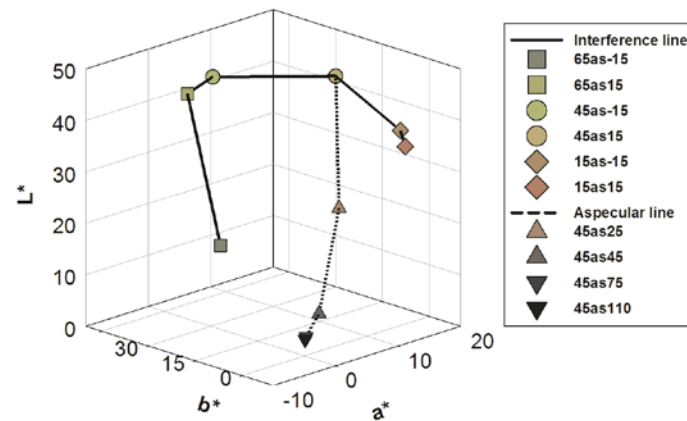 50
40
30
20
10
0
L*
30
15
0
b*
-10
0
10
20
a*
Interference line
65as-15
65as15
45as-15
45as15
15as-15
15as15
Aspecular line
45as25
45as45
45as75
45as110